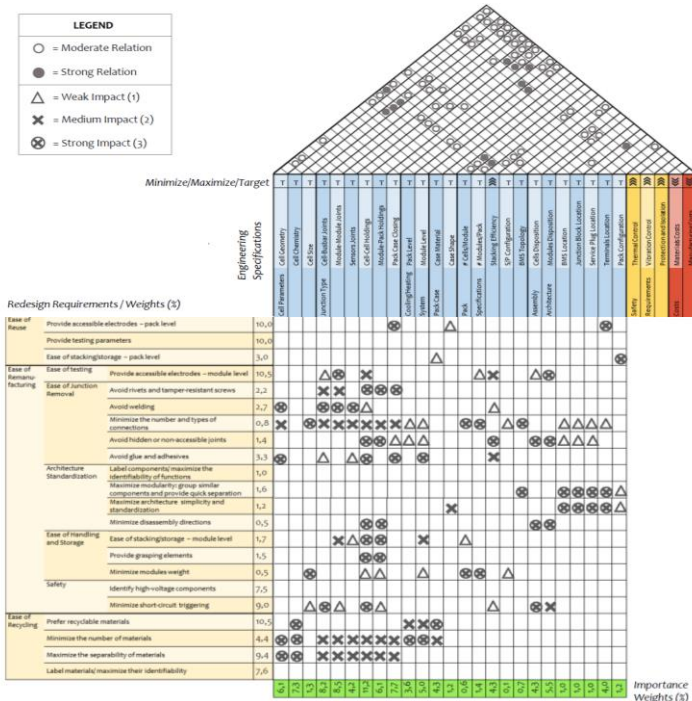 LEGEND
= Moderate Relation
= Strong Relation
= Weak Impact (1)
= Medium Impact (2)
= Strong Impact (3)
Minimize/Maximize/Target
T T T T T T T T T T T T T T T T T T T T T T T T
Engineering Specifications
Cell Parameters
Cell Geometry
Cell Chemistry
Cell Size
Junction Type
Cell-Busbar Joints
Module-Module Joints
Sensors Joints
Cell-Cell Holdings
Module-Pack Holdings
Pack Case Closing
Cooling/Heating System
Pack Level
Module Level
Pack Case
Case Material
Case Shape
Pack Specifications
# Cells/Module
# Modules/Pack
Stacking Efficiency
S/P Configuration
BMS Topology
Assembly Architecture
Cells Disposition
Modules Disposition
BMS Location
Junction Block Location
Service Plug Location
Terminals Location
Pack Configuration
Safety Requirements
Thermal Control
Vibration Control
Protection and Isolation
Costs
Materials Costs
Redesign Requirements / Weights (%)
Ease of Reuse
Provide accessible electrodes – pack level 10,0
Provide testing parameters 10,0
Ease of stacking/storage – pack level 3,0
Ease of Remanu-facturing
Ease of testing
Provide accessible electrodes – module level 10,5
Ease of Junction Removal
Avoid rivets and tamper-resistant screws 2,2
Avoid welding 2,7
Minimize the number and types of connections 0,8
Avoid hidden or non-accessible joints 1,4
Avoid glue and adhesives 3,3
Architecture Standardization
Label components/ maximize the identifiability of functions 1,0
Maximize modularity: group similar components and provide quick separation 1,6
Maximize architecture simplicity and standardization 1,2
Minimize disassembly directions 0,5
Ease of Handling and Storage
Ease of stacking/storage – module level 1,7
Provide grasping elements 1,5
Minimize modules weight 0,5
Safety
Identify high-voltage components 7,5
Minimize short-circuit triggering 9,0
Ease of Recycling
Prefer recyclable materials 10,5
Minimize the number of materials 4,4
Maximize the separability of materials 9,4
Label materials/ maximize their identifiability 7,6
6,1 7,3 1,3 8,2 8,5 4,2 11,2 6,1 7,7 3,6 5,0 4,3 1,2 0,6 1,4 4,3 0,1 0,7 4,3 5,5 1,0 1,0 1,0 4,0 1,2
Importance Weights (%)